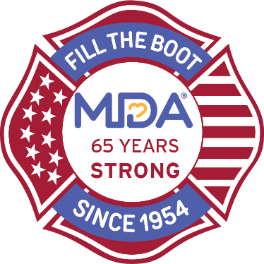 FILL THE BOOT
MDA®
65 YEARS
STRONG
SINCE 1954